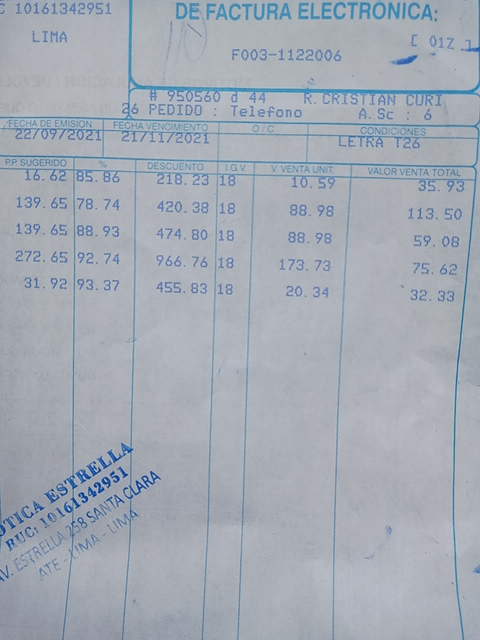 C 10161342951
LIMA
DE FACTURA ELECTRÓNICA:
F003-1122006
[ 01Z ]
# 950560 d 44 R.CRISTIAN CURI
26 PEDIDO : Telefono A.Sc : 6
FECHA DE EMISION FECHA VENCIMIENTO O / C CONDICIONES
22/09/2021 21/11/2021 LETRA T26
P.P. SUGERIDO % DESCUENTO I.G.V. V. VENTA UNIT. VALOR VENTA TOTAL
16.62 85.86 218.23 18 10.59 35.93
139.65 78.74 420.38 18 88.98 113.50
139.65 88.93 474.80 18 88.98 59.08
272.65 92.74 966.76 18 173.73 75.62
31.92 93.37 455.83 18 20.34 32.33
OTICA ESTRELLA
RUC: 10161342951
AV. ESTRELLA 258 SANTA CLARA
ATE - LIMA - LIMA